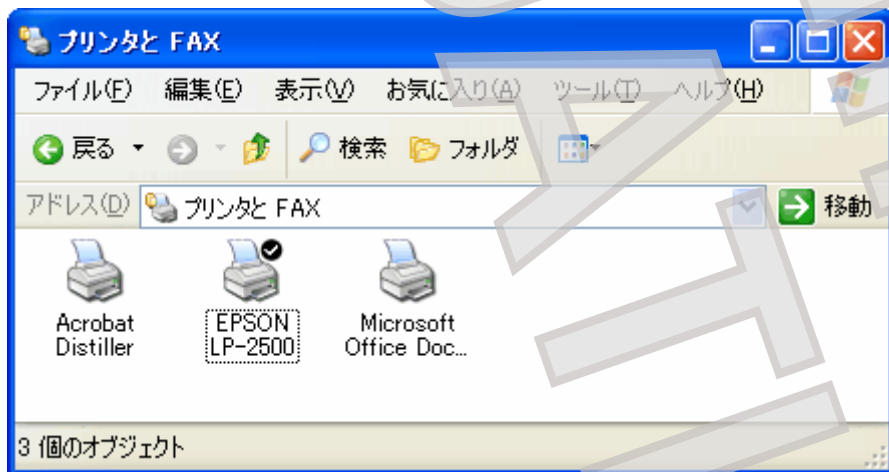 プリンタと FAX
ファイル(F) 編集(E) 表示(V) お気に入り(A) ツール(T) ヘルプ(H)
戻る 検索 フォルダ
アドレス(D) プリンタと FAX 移動
Acrobat Distiller
EPSON LP-2500
Microsoft Office Doc...
3 個のオブジェクト